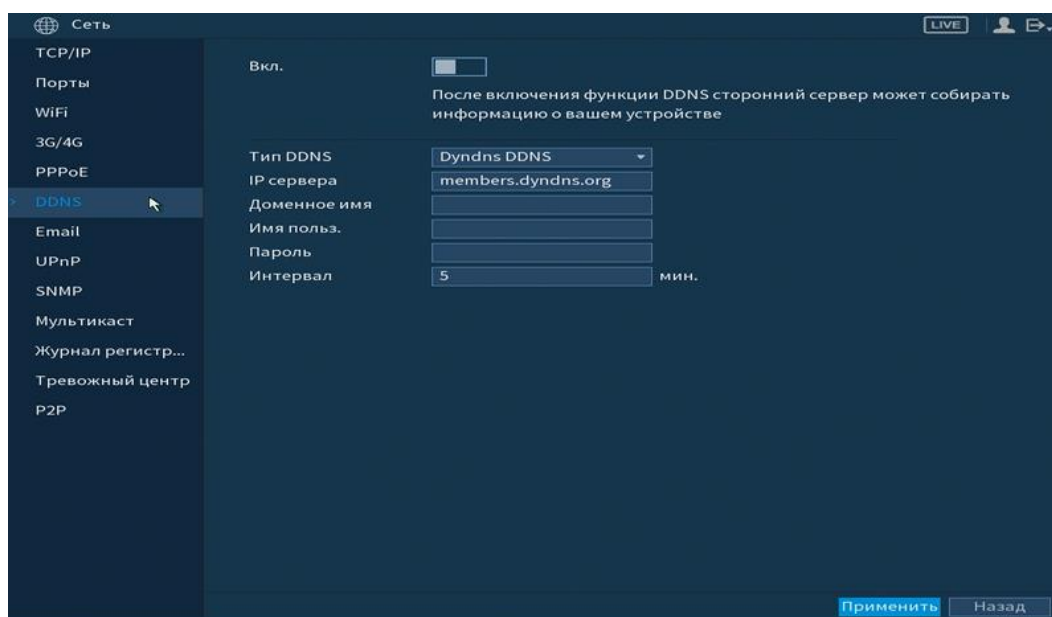 Сеть
LIVE
TCP/IP
Порты
WiFi
3G/4G
PPPoE
DDNS
Email
UPnP
SNMP
Мультикаст
Журнал регистр...
Тревожный центр
P2P
Вкл.
После включения функции DDNS сторонний сервер может собирать
информацию о вашем устройстве
Тип DDNS Dyndns DDNS
IP сервера members.dyndns.org
Доменное имя
Имя польз.
Пароль
Интервал 5 мин.
Применить Назад